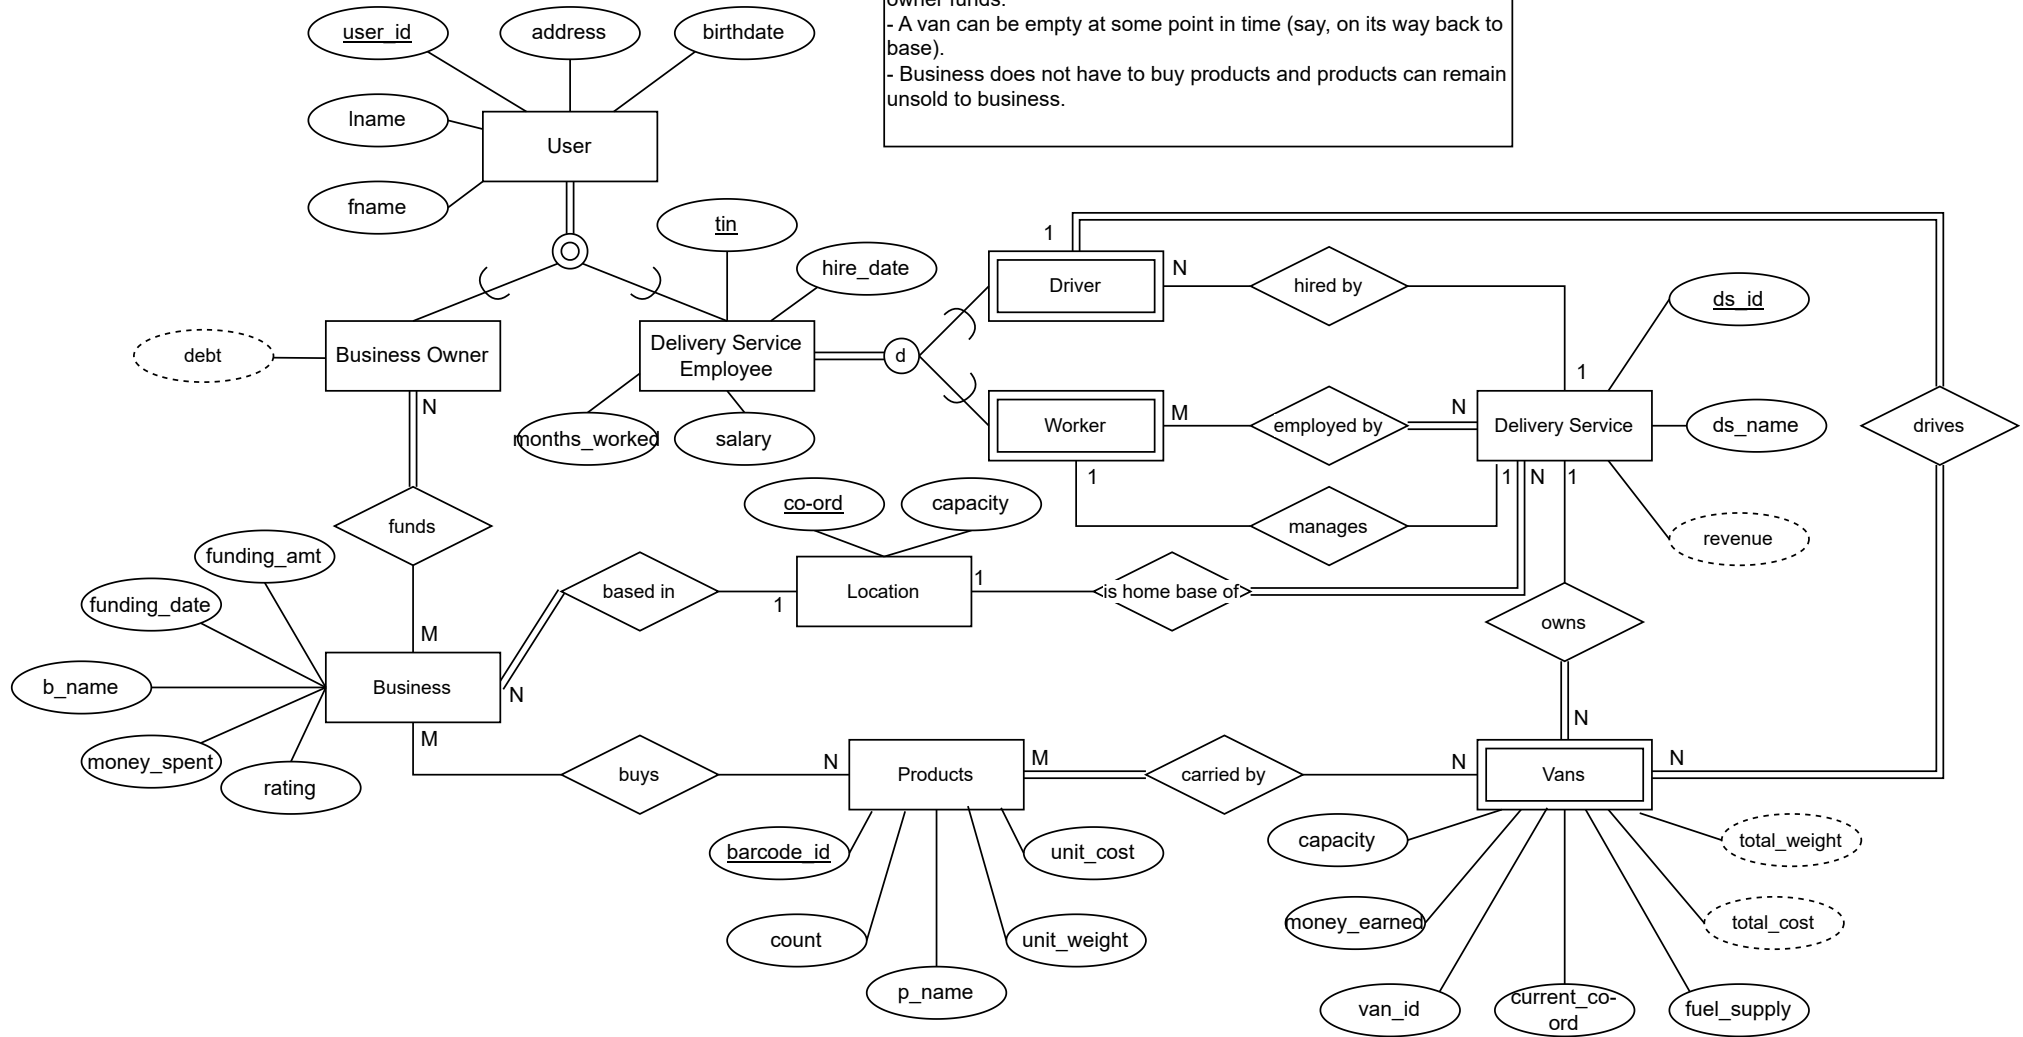 owner funds.
- A van can be empty at some point in time (say, on its way back to
base).
- Business does not have to buy products and products can remain
unsold to business.
user_id
address
birthdate
lname
User
fname
tin
hire_date
1
Driver
N
hired by
ds_id
debt
Business Owner
Delivery Service
Employee
d
1
N
months_worked
salary
Worker
M
employed by
N
Delivery Service
ds_name
drives
1
1
N
1
co-ord
capacity
manages
revenue
funds
funding_amt
funding_date
based in
1
Location
1
is home base of
owns
M
b_name
Business
N
N
money_spent
rating
M
buys
N
Products
M
carried by
N
Vans
N
barcode_id
unit_cost
capacity
total_weight
count
unit_weight
money_earned
total_cost
p_name
van_id
current_co-
ord
fuel_supply